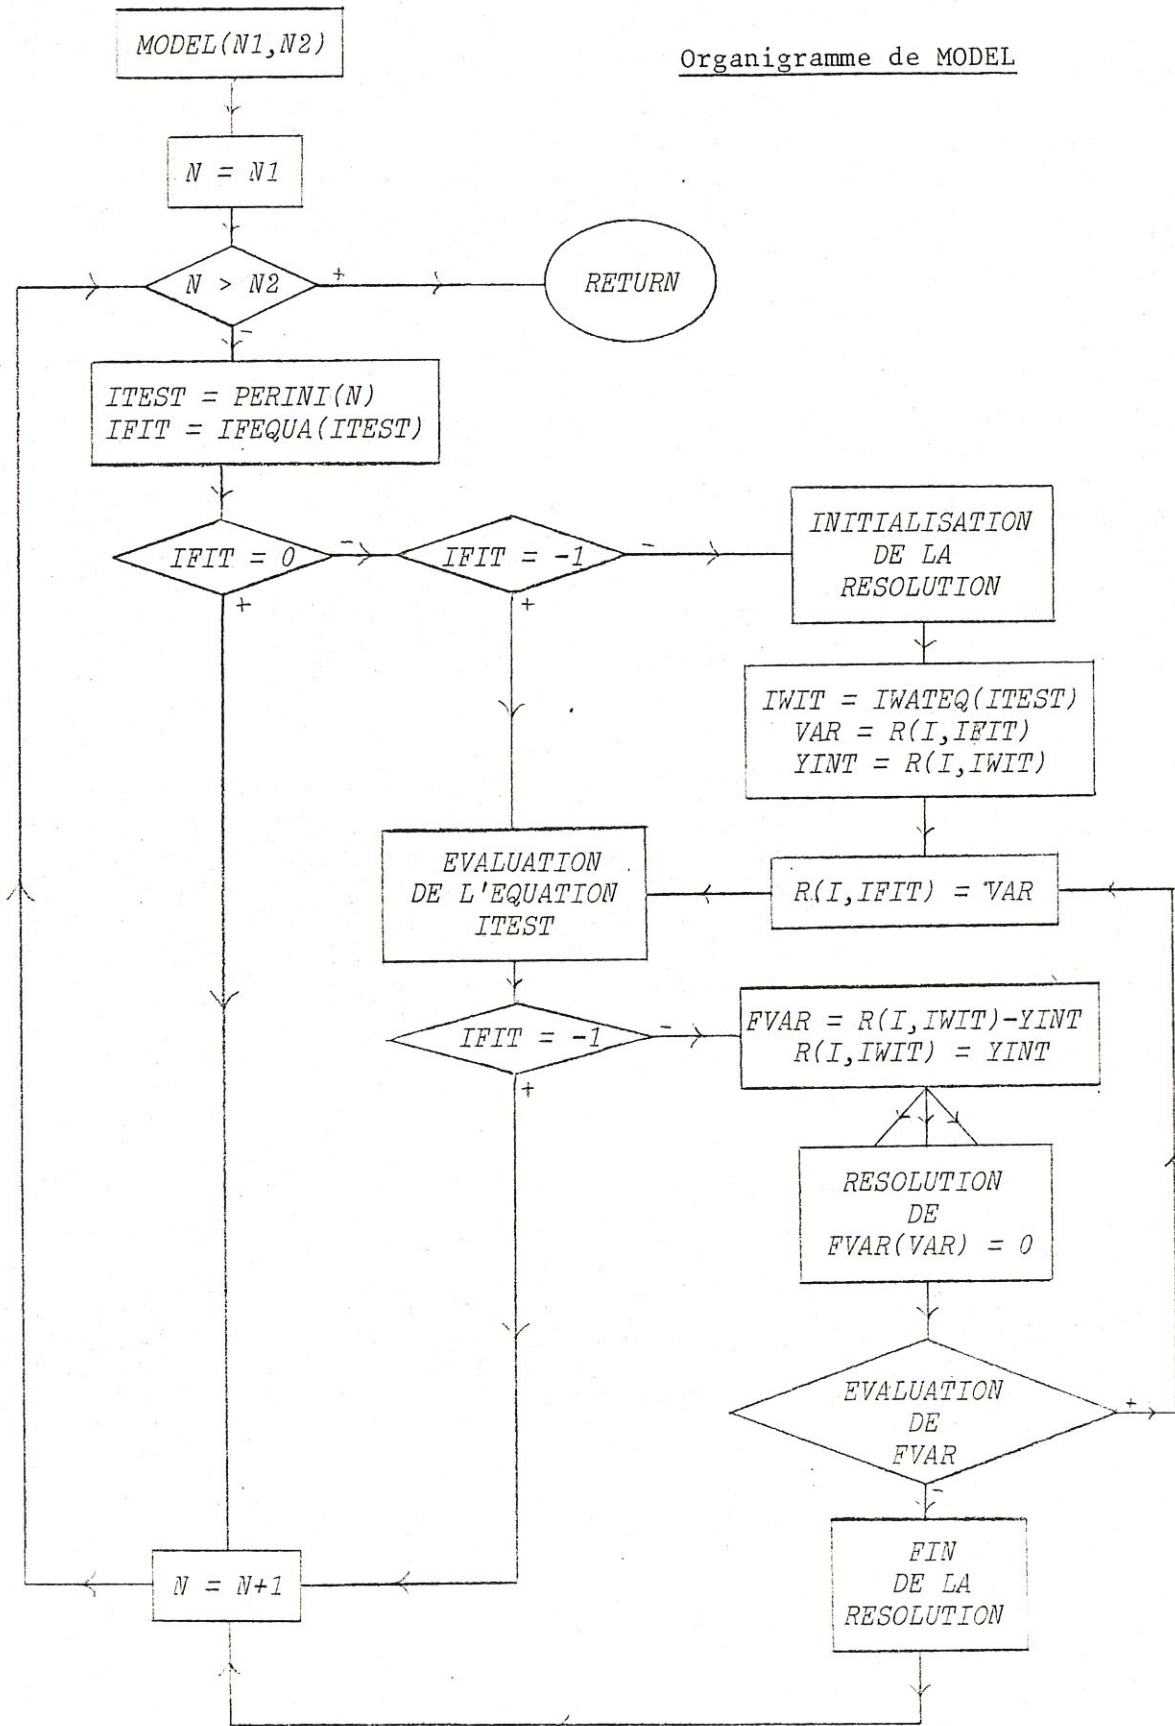 MODEL(N1,N2)
Organigramme de MODEL
N = N1
N > N2
+
RETURN
-
ITEST = PERINI(N)
IFIT = IFEQUA(ITEST)
IFIT = 0
-
+
IFIT = -1
-
+
INITIALISATION
DE LA
RESOLUTION
IWIT = IWATEQ(ITEST)
VAR = R(I,IFIT)
YINT = R(I,IWIT)
EVALUATION
DE L'EQUATION
ITEST
R(I,IFIT) = VAR
IFIT = -1
-
+
FVAR = R(I,IWIT)-YINT
R(I,IWIT) = YINT
RESOLUTION
DE
FVAR(VAR) = 0
EVALUATION
DE
FVAR
+
-
FIN
DE LA
RESOLUTION
N = N+1